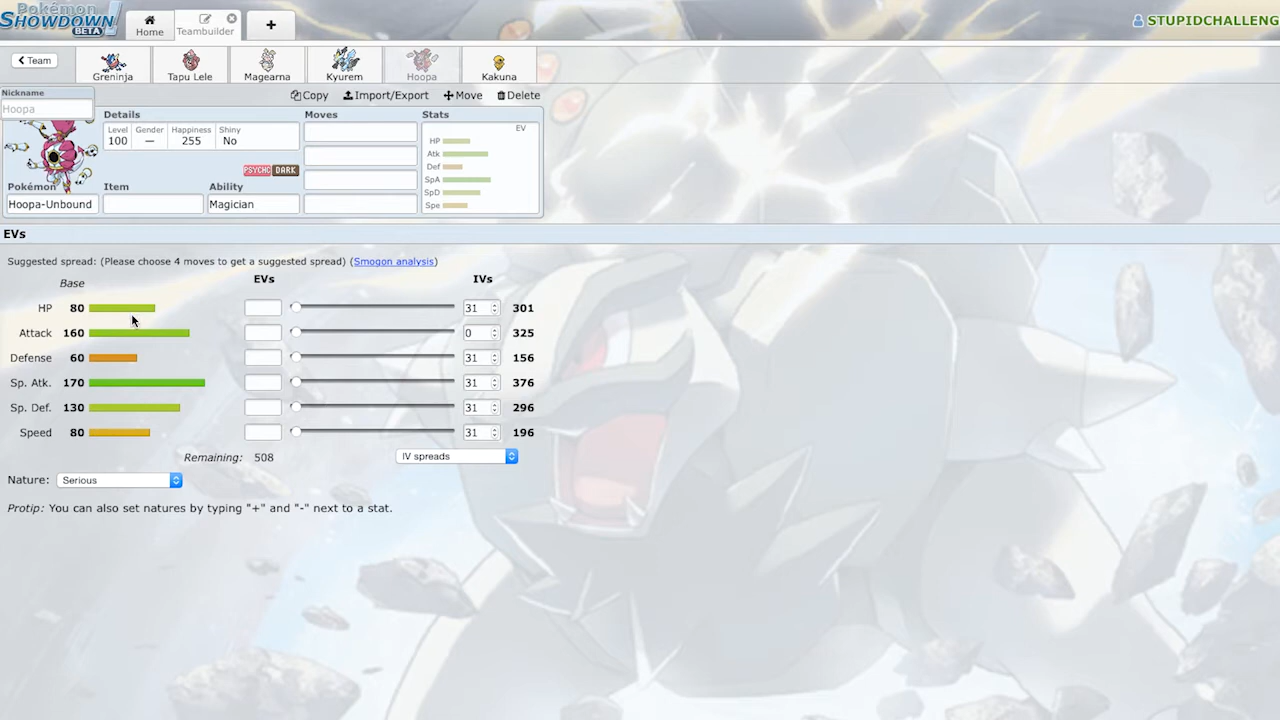 Pokémon
SHOWDOWN!
BETA
Home
Teambuilder
+
STUPIDCHALLENG
Team
Greninja
Tapu Lele
Magearna
Kyurem
Hoopa
Kakuna
Nickname
Hoopa
Copy Import/Export Move Delete
Details
Level Gender Happiness Shiny
100 — 255 No
PSYCHC DARK
Pokémon Item Ability
Hoopa-Unbound Magician
Moves
Stats
EV
HP
Atk
Def
SpA
SpD
Spe
EVs
Suggested spread: (Please choose 4 moves to get a suggested spread) (Smogon analysis)
Base EVs IVs
HP 80 31 301
Attack 160 0 325
Defense 60 31 156
Sp. Atk. 170 31 376
Sp. Def. 130 31 296
Speed 80 31 196
Remaining: 508 IV spreads
Nature: Serious
Protip: You can also set natures by typing "+" and "-" next to a stat.